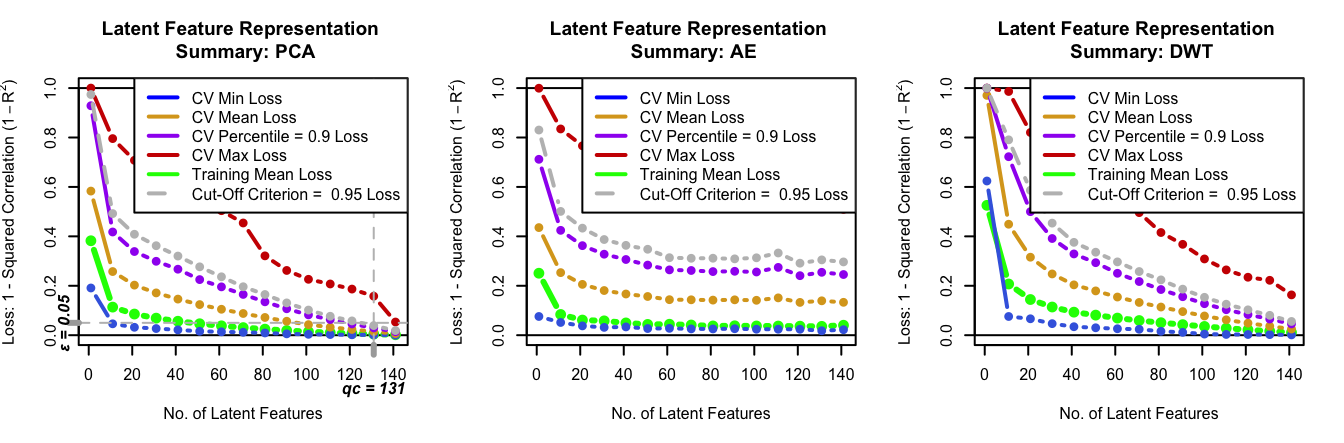 Latent Feature Representation
Summary: PCA
Loss: 1 - Squared Correlation (1 − R²)
1.0
0.8
0.6
0.4
0.2
0.0
ε = 0.05
CV Min Loss
CV Mean Loss
CV Percentile = 0.9 Loss
CV Max Loss
Training Mean Loss
Cut-Off Criterion = 0.95 Loss
0 20 40 60 80 100 120 140
qc = 131
No. of Latent Features
Latent Feature Representation
Summary: AE
Loss: 1 - Squared Correlation (1 − R²)
1.0
0.8
0.6
0.4
0.2
0.0
CV Min Loss
CV Mean Loss
CV Percentile = 0.9 Loss
CV Max Loss
Training Mean Loss
Cut-Off Criterion = 0.95 Loss
0 20 40 60 80 100 120 140
No. of Latent Features
Latent Feature Representation
Summary: DWT
Loss: 1 - Squared Correlation (1 − R²)
1.0
0.8
0.6
0.4
0.2
0.0
CV Min Loss
CV Mean Loss
CV Percentile = 0.9 Loss
CV Max Loss
Training Mean Loss
Cut-Off Criterion = 0.95 Loss
0 20 40 60 80 100 120 140
No. of Latent Features